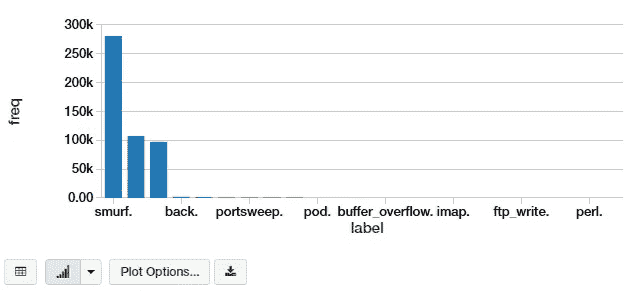 300k
250k
200k
150k
100k
50k
0.00
freq
smurf. back. portsweep. pod. buffer_overflow. imap. ftp_write. perl.
label
Plot Options...